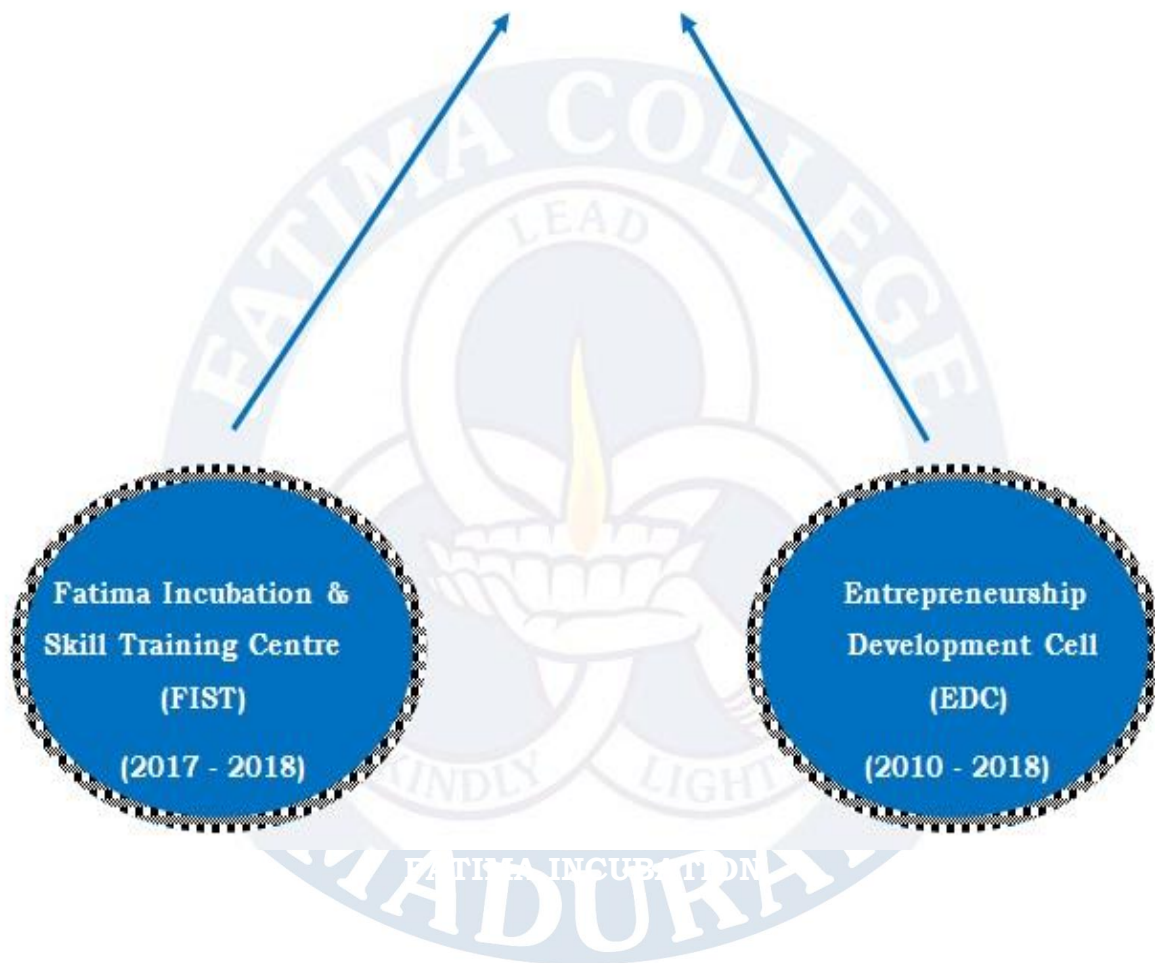 FATIMA COLLEGE
LEAD
Fatima Incubation &
Skill Training Centre
(FIST)
(2017 - 2018)
Entrepreneurship
Development Cell
(EDC)
(2010 - 2018)
KINDLY
LIGHT
FATIMA INCUBATION
MADURAI